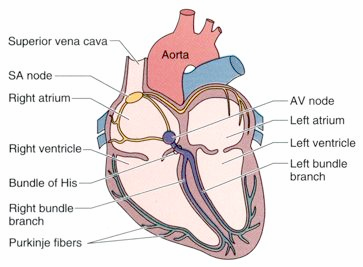 Superior vena cava
Aorta
SA node
Right atrium
Right ventricle
Bundle of His
Right bundle
branch
Purkinje fibers
AV node
Left atrium
Left ventricle
Left bundle
branch